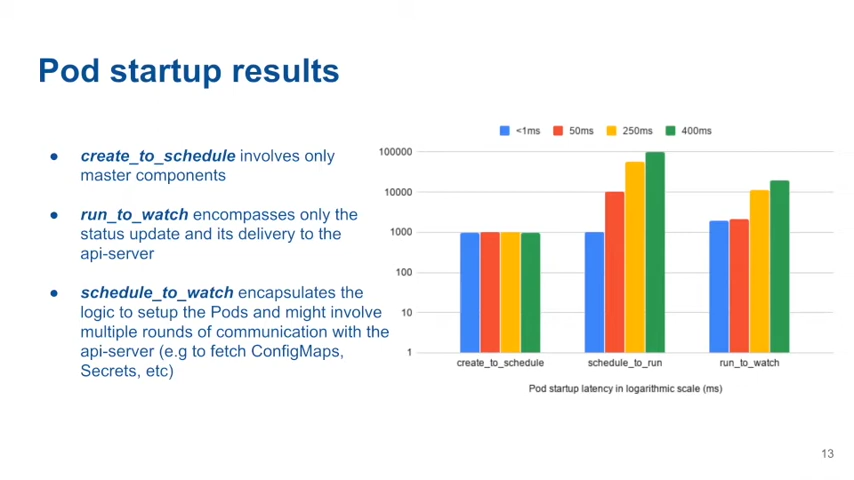 Pod startup results
● create_to_schedule involves only
master components
● run_to_watch encompasses only the
status update and its delivery to the
api-server
● schedule_to_watch encapsulates the
logic to setup the Pods and might involve
multiple rounds of communication with the
api-server (e.g to fetch ConfigMaps,
Secrets, etc)
<1ms 50ms 250ms 400ms
100000
10000
1000
100
10
1
create_to_schedule schedule_to_run run_to_watch
Pod startup latency in logarithmic scale (ms)
13